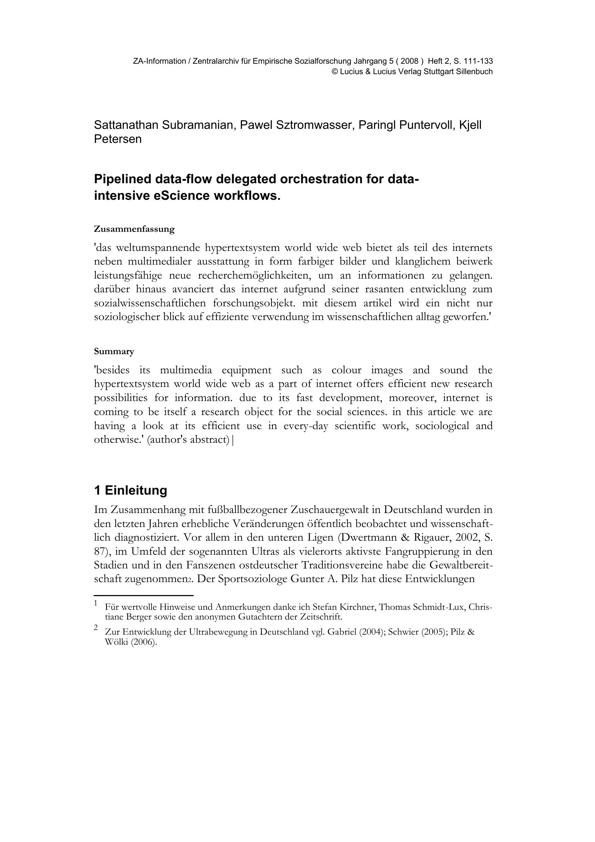 ZA-Information / Zentralarchiv für Empirische Sozialforschung Jahrgang 5 ( 2008 ) Heft 2, S. 111-133
© Lucius & Lucius Verlag Stuttgart Sillenbuch
Sattanathan Subramanian, Pawel Sztromwasser, Paringl Puntervoll, Kjell
Petersen
Pipelined data-flow delegated orchestration for data-
intensive eScience workflows.
Zusammenfassung
'das weltumspannende hypertextsystem world wide web bietet als teil des internets
neben multimedialer ausstattung in form farbiger bilder und klanglichem beiwerk
leistungsfähige neue recherchemöglichkeiten, um an informationen zu gelangen.
darüber hinaus avanciert das internet aufgrund seiner rasanten entwicklung zum
sozialwissenschaftlichen forschungsobjekt. mit diesem artikel wird ein nicht nur
soziologischer blick auf effiziente verwendung im wissenschaftlichen alltag geworfen.'
Summary
'besides its multimedia equipment such as colour images and sound the
hypertextsystem world wide web as a part of internet offers efficient new research
possibilities for information. due to its fast development, moreover, internet is
coming to be itself a research object for the social sciences. in this article we are
having a look at its efficient use in every-day scientific work, sociological and
otherwise.' (author's abstract)|
1 Einleitung
Im Zusammenhang mit fußballbezogener Zuschauergewalt in Deutschland wurden in
den letzten Jahren erhebliche Veränderungen öffentlich beobachtet und wissenschaft-
lich diagnostiziert. Vor allem in den unteren Ligen (Dwertmann & Rigauer, 2002, S.
87), im Umfeld der sogenannten Ultras als vielerorts aktivste Fangruppierung in den
Stadien und in den Fanszenen ostdeutscher Traditionsvereine habe die Gewaltbereit-
schaft zugenommen2. Der Sportsoziologe Gunter A. Pilz hat diese Entwicklungen
1 Für wertvolle Hinweise und Anmerkungen danke ich Stefan Kirchner, Thomas Schmidt-Lux, Chris-
tiane Berger sowie den anonymen Gutachtern der Zeitschrift.
2 Zur Entwicklung der Ultrabewegung in Deutschland vgl. Gabriel (2004); Schwier (2005); Pilz &
Wölki (2006).